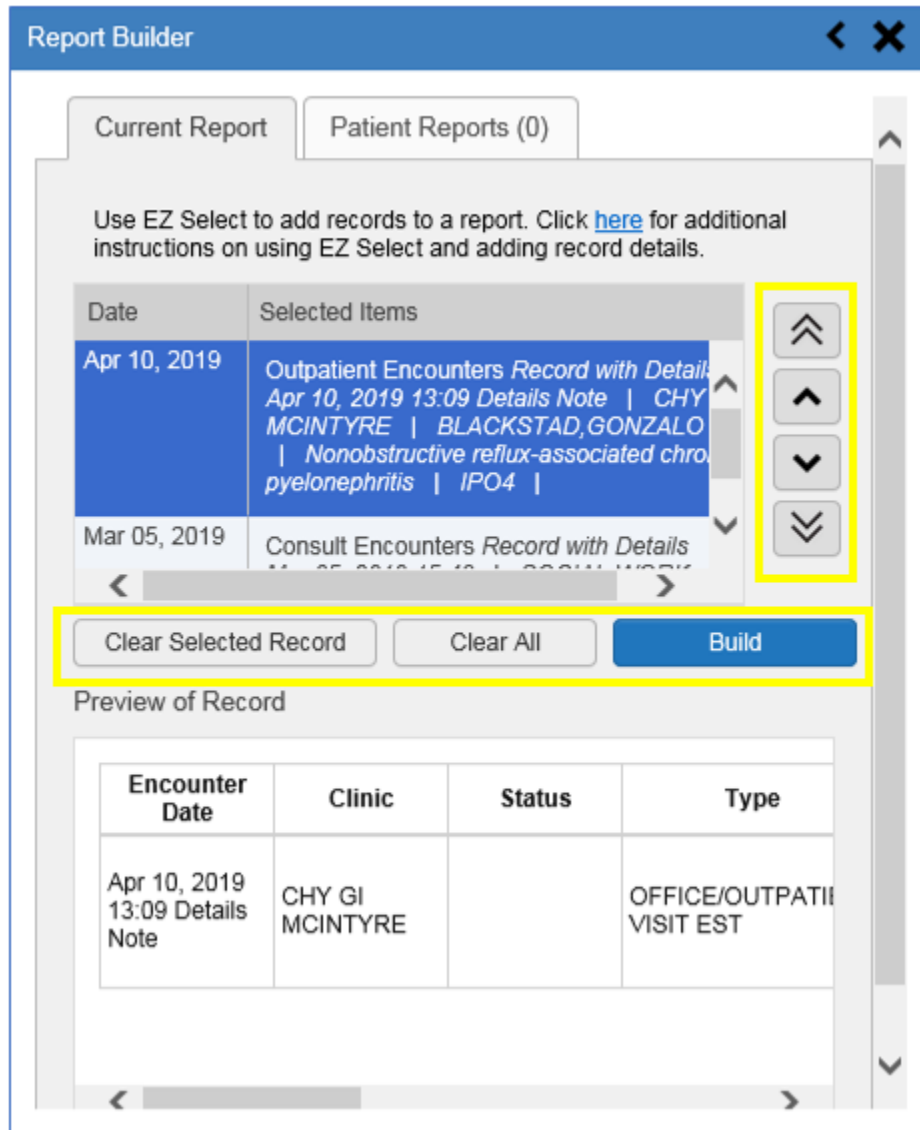 Report Builder
Current Report
Patient Reports (0)
Use EZ Select to add records to a report. Click here for additional
instructions on using EZ Select and adding record details.
Date
Selected Items
Apr 10, 2019
Outpatient Encounters Record with Detail
Apr 10, 2019 13:09 Details Note | CHY
MCINTYRE | BLACKSTAD,GONZALO
| Nonobstructive reflux-associated chro
pyelonephritis | IPO4 |
Mar 05, 2019
Consult Encounters Record with Details
Clear Selected Record
Clear All
Build
Preview of Record
Encounter
Date
Clinic
Status
Type
Apr 10, 2019
13:09 Details
Note
CHY GI
MCINTYRE
OFFICE/OUTPATIE
VISIT EST